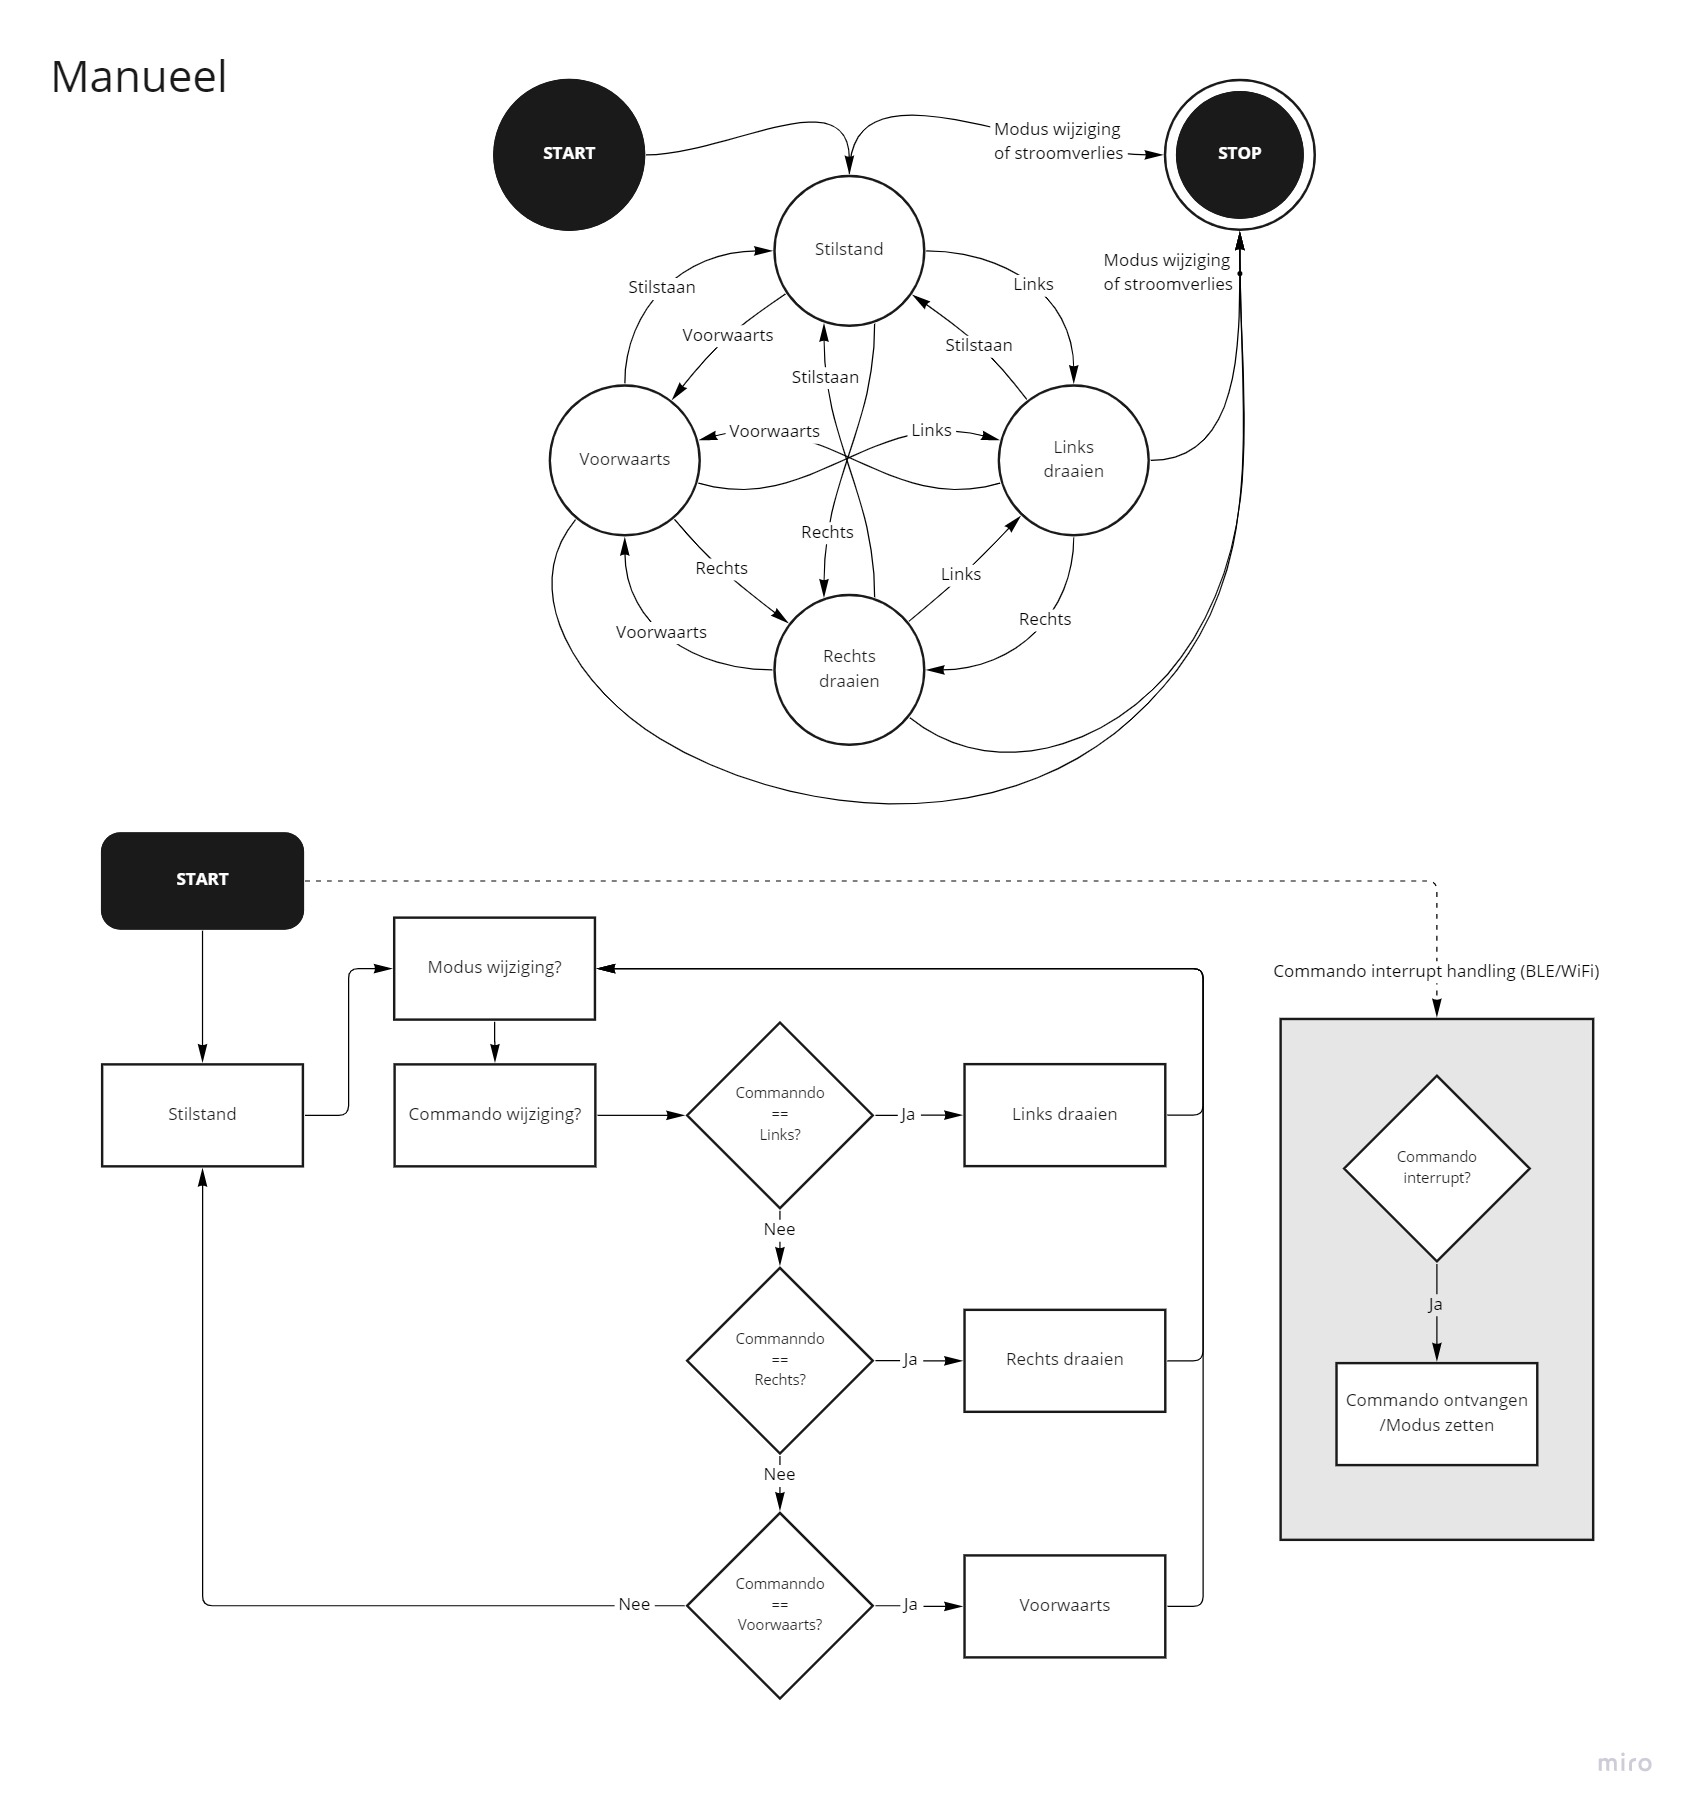 Manueel
START
Modus wijziging
of stroomverlies
STOP
Stilstand
Modus wijziging
of stroomverlies
Stilstaan
Links
Voorwaarts
Stilstaan
Stilstaan
Voorwaarts
Links
Voorwaarts
Links
draaien
Rechts
Rechts
Links
Rechts
Voorwaarts
Rechts
draaien
START
Modus wijziging?
Commando interrupt handling (BLE/WiFi)
Stilstand
Commando wijziging?
Commanndo
==
Links?
Ja
Links draaien
Commando
interrupt?
Nee
Ja
Commanndo
==
Rechts?
Ja
Rechts draaien
Commando ontvangen
/Modus zetten
Nee
Commanndo
==
Voorwaarts?
Nee
Ja
Voorwaarts
miro